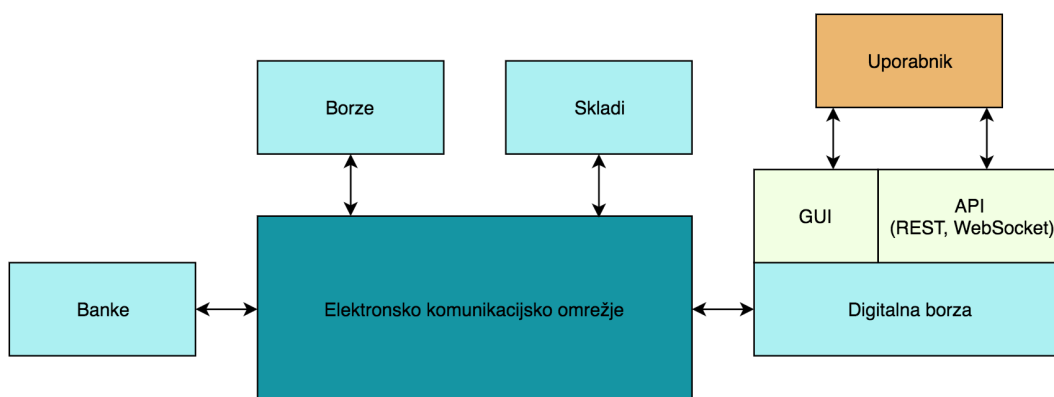 Uporabnik
Borze
Skladi
GUI
API
(REST, WebSocket)
Banke
Elektronsko komunikacijsko omrežje
Digitalna borza